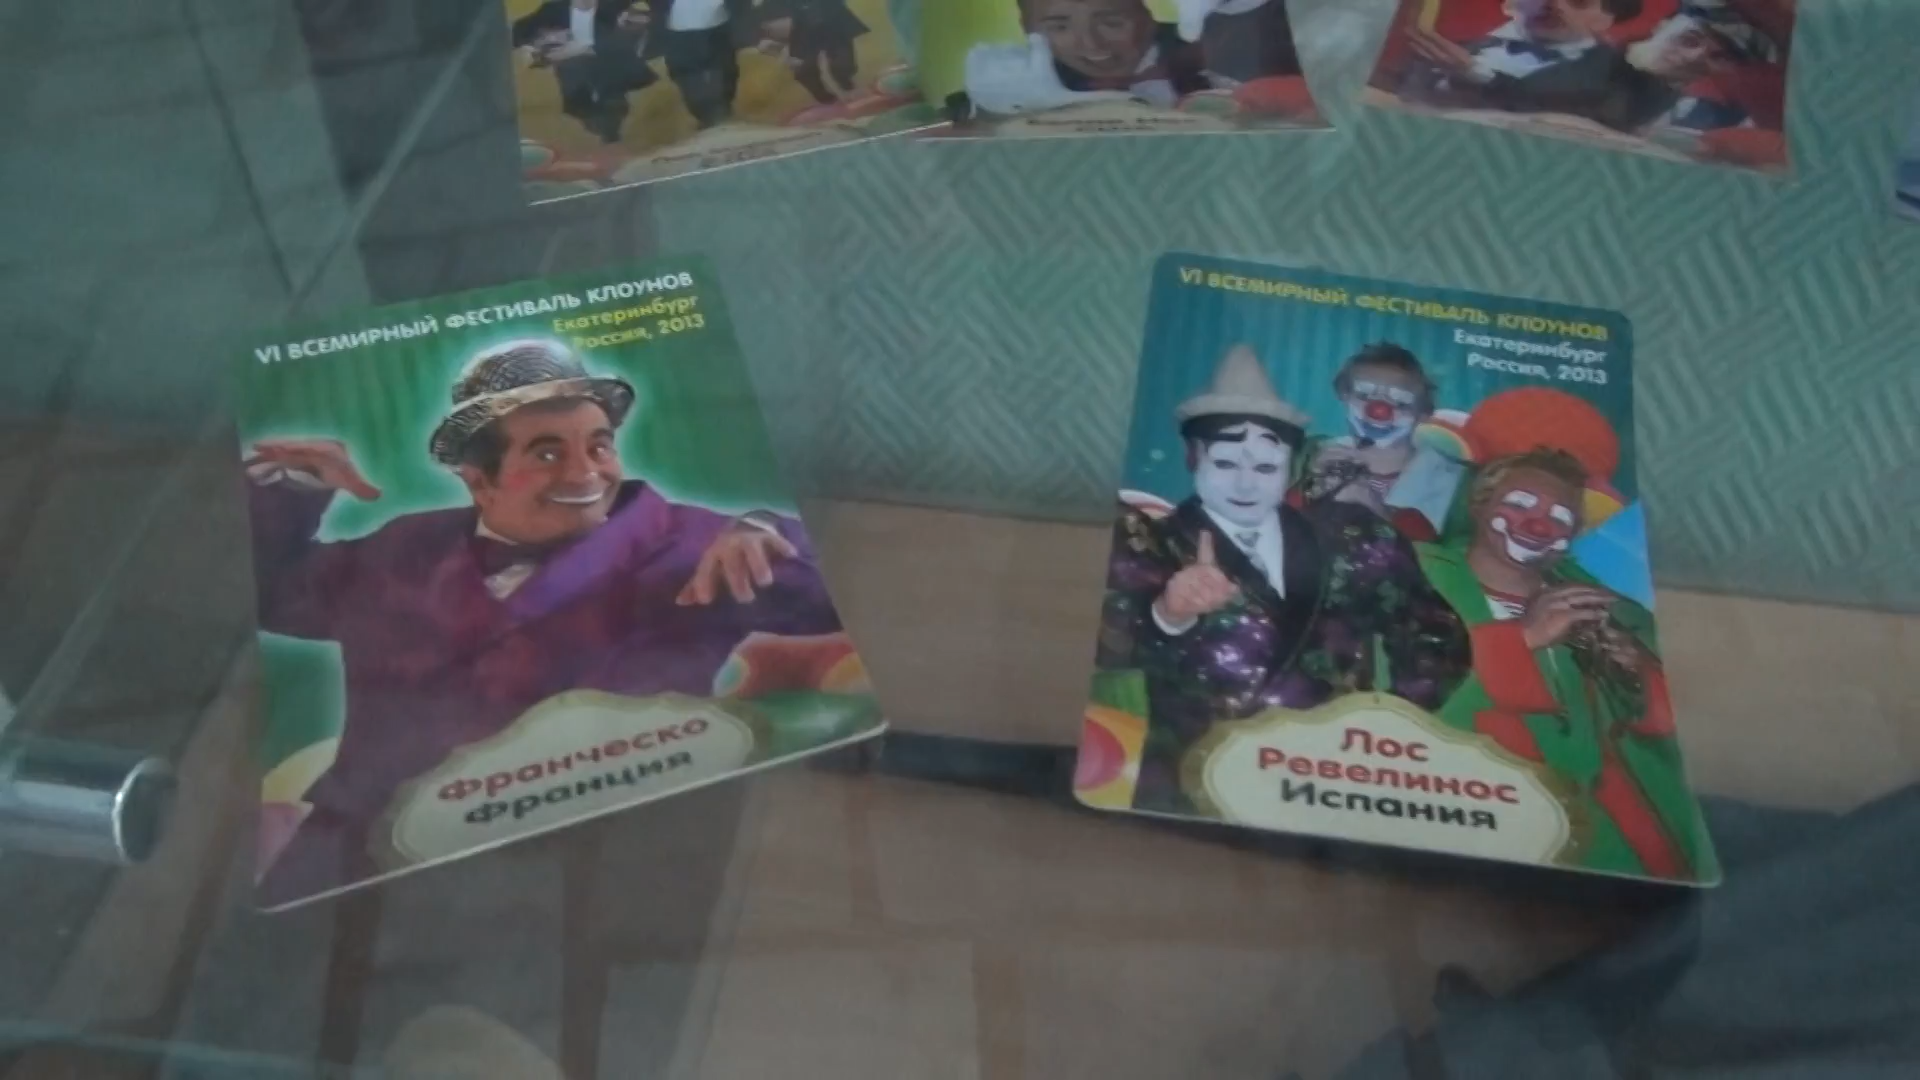 VI ВСЕМИРНЫЙ ФЕСТИВАЛЬ КЛОУНОВ
Екатеринбург
Россия, 2013
Франческо
Франция
VI ВСЕМИРНЫЙ ФЕСТИВАЛЬ КЛОУНОВ
Екатеринбург
Россия, 2013
Лос
Ревелинос
Испания